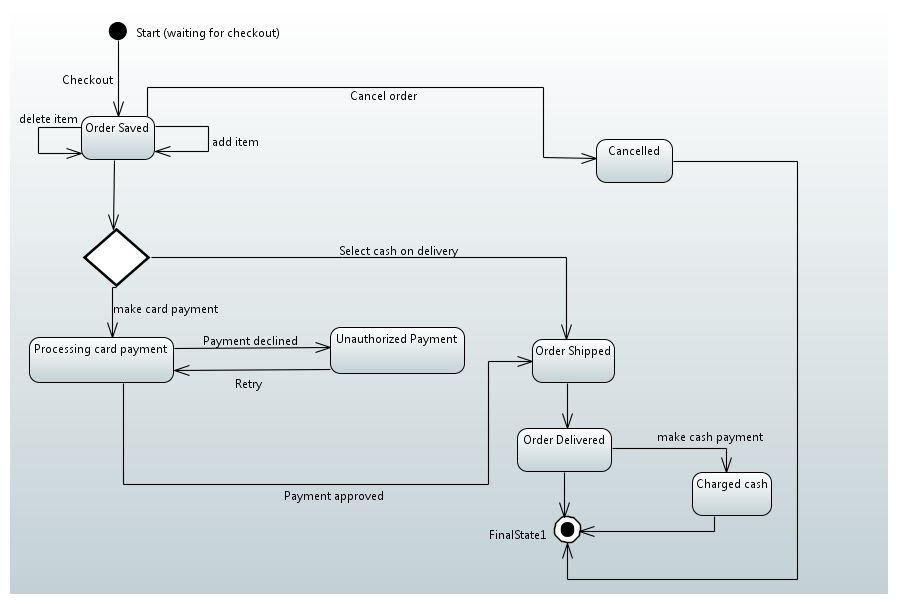 Start (waiting for checkout)
Checkout
Cancel order
delete item
Order Saved
add item
Cancelled
Select cash on delivery
make card payment
Processing card payment
Payment declined
Unauthorized Payment
Order Shipped
Retry
Order Delivered
make cash payment
Charged cash
Payment approved
FinalState1